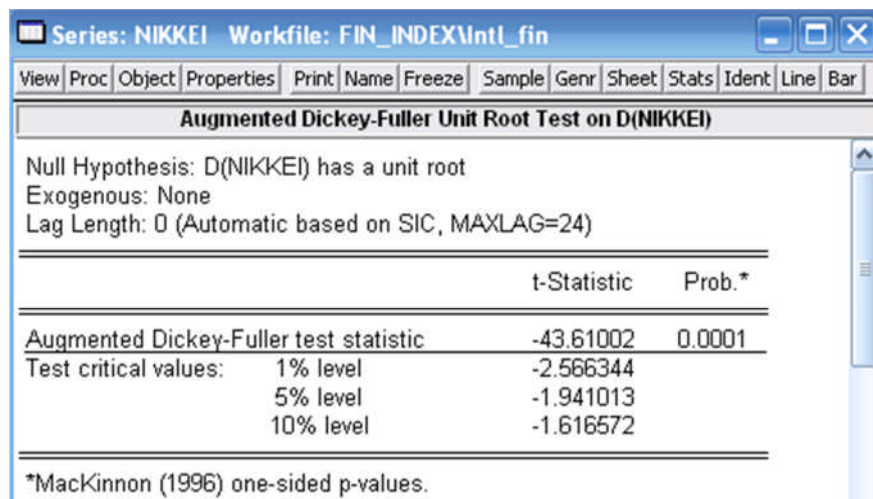 Series: NIKKEI Workfile: FIN_INDEX\Intl_fin
View Proc Object Properties Print Name Freeze Sample Genr Sheet Stats Ident Line Bar
Augmented Dickey-Fuller Unit Root Test on D(NIKKEI)
Null Hypothesis: D(NIKKEI) has a unit root
Exogenous: None
Lag Length: 0 (Automatic based on SIC, MAXLAG=24)
t-Statistic Prob.*
Augmented Dickey-Fuller test statistic -43.61002 0.0001
Test critical values: 1% level -2.566344
5% level -1.941013
10% level -1.616572
*MacKinnon (1996) one-sided p-values.